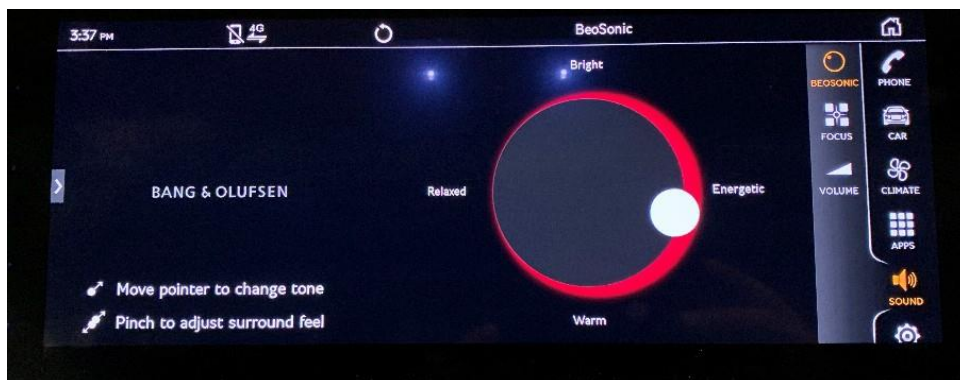 3:37 PM
4G
BeoSonic
Bright
BEOSONIC
PHONE
FOCUS
CAR
BANG & OLUFSEN
Relaxed
Energetic
VOLUME
CLIMATE
APPS
Move pointer to change tone
SOUND
Pinch to adjust surround feel
Warm